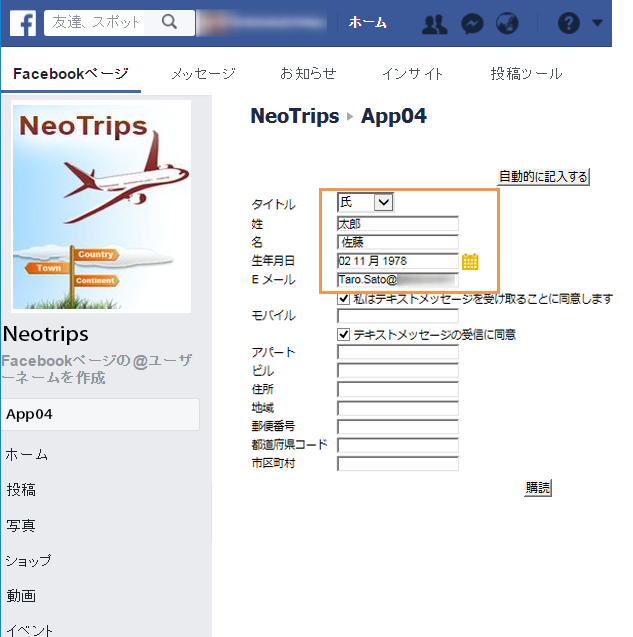 友達、スポット
ホーム
Facebookページ
メッセージ
お知らせ
インサイト
投稿ツール
NeoTrips
Country
Town
Continent
Neotrips
Facebookページの@ユーザーネームを作成
App04
ホーム
投稿
写真
ショップ
動画
イベント
NeoTrips ▸ App04
自動的に記入する
タイトル 氏
姓 太郎
名 佐藤
生年月日 02 11 月 1978
E メール Taro.Sato@
私はテキストメッセージを受け取ることに同意します
モバイル
テキストメッセージの受信に同意
アパート
ビル
住所
地域
郵便番号
都道府県コード
市区町村
購読